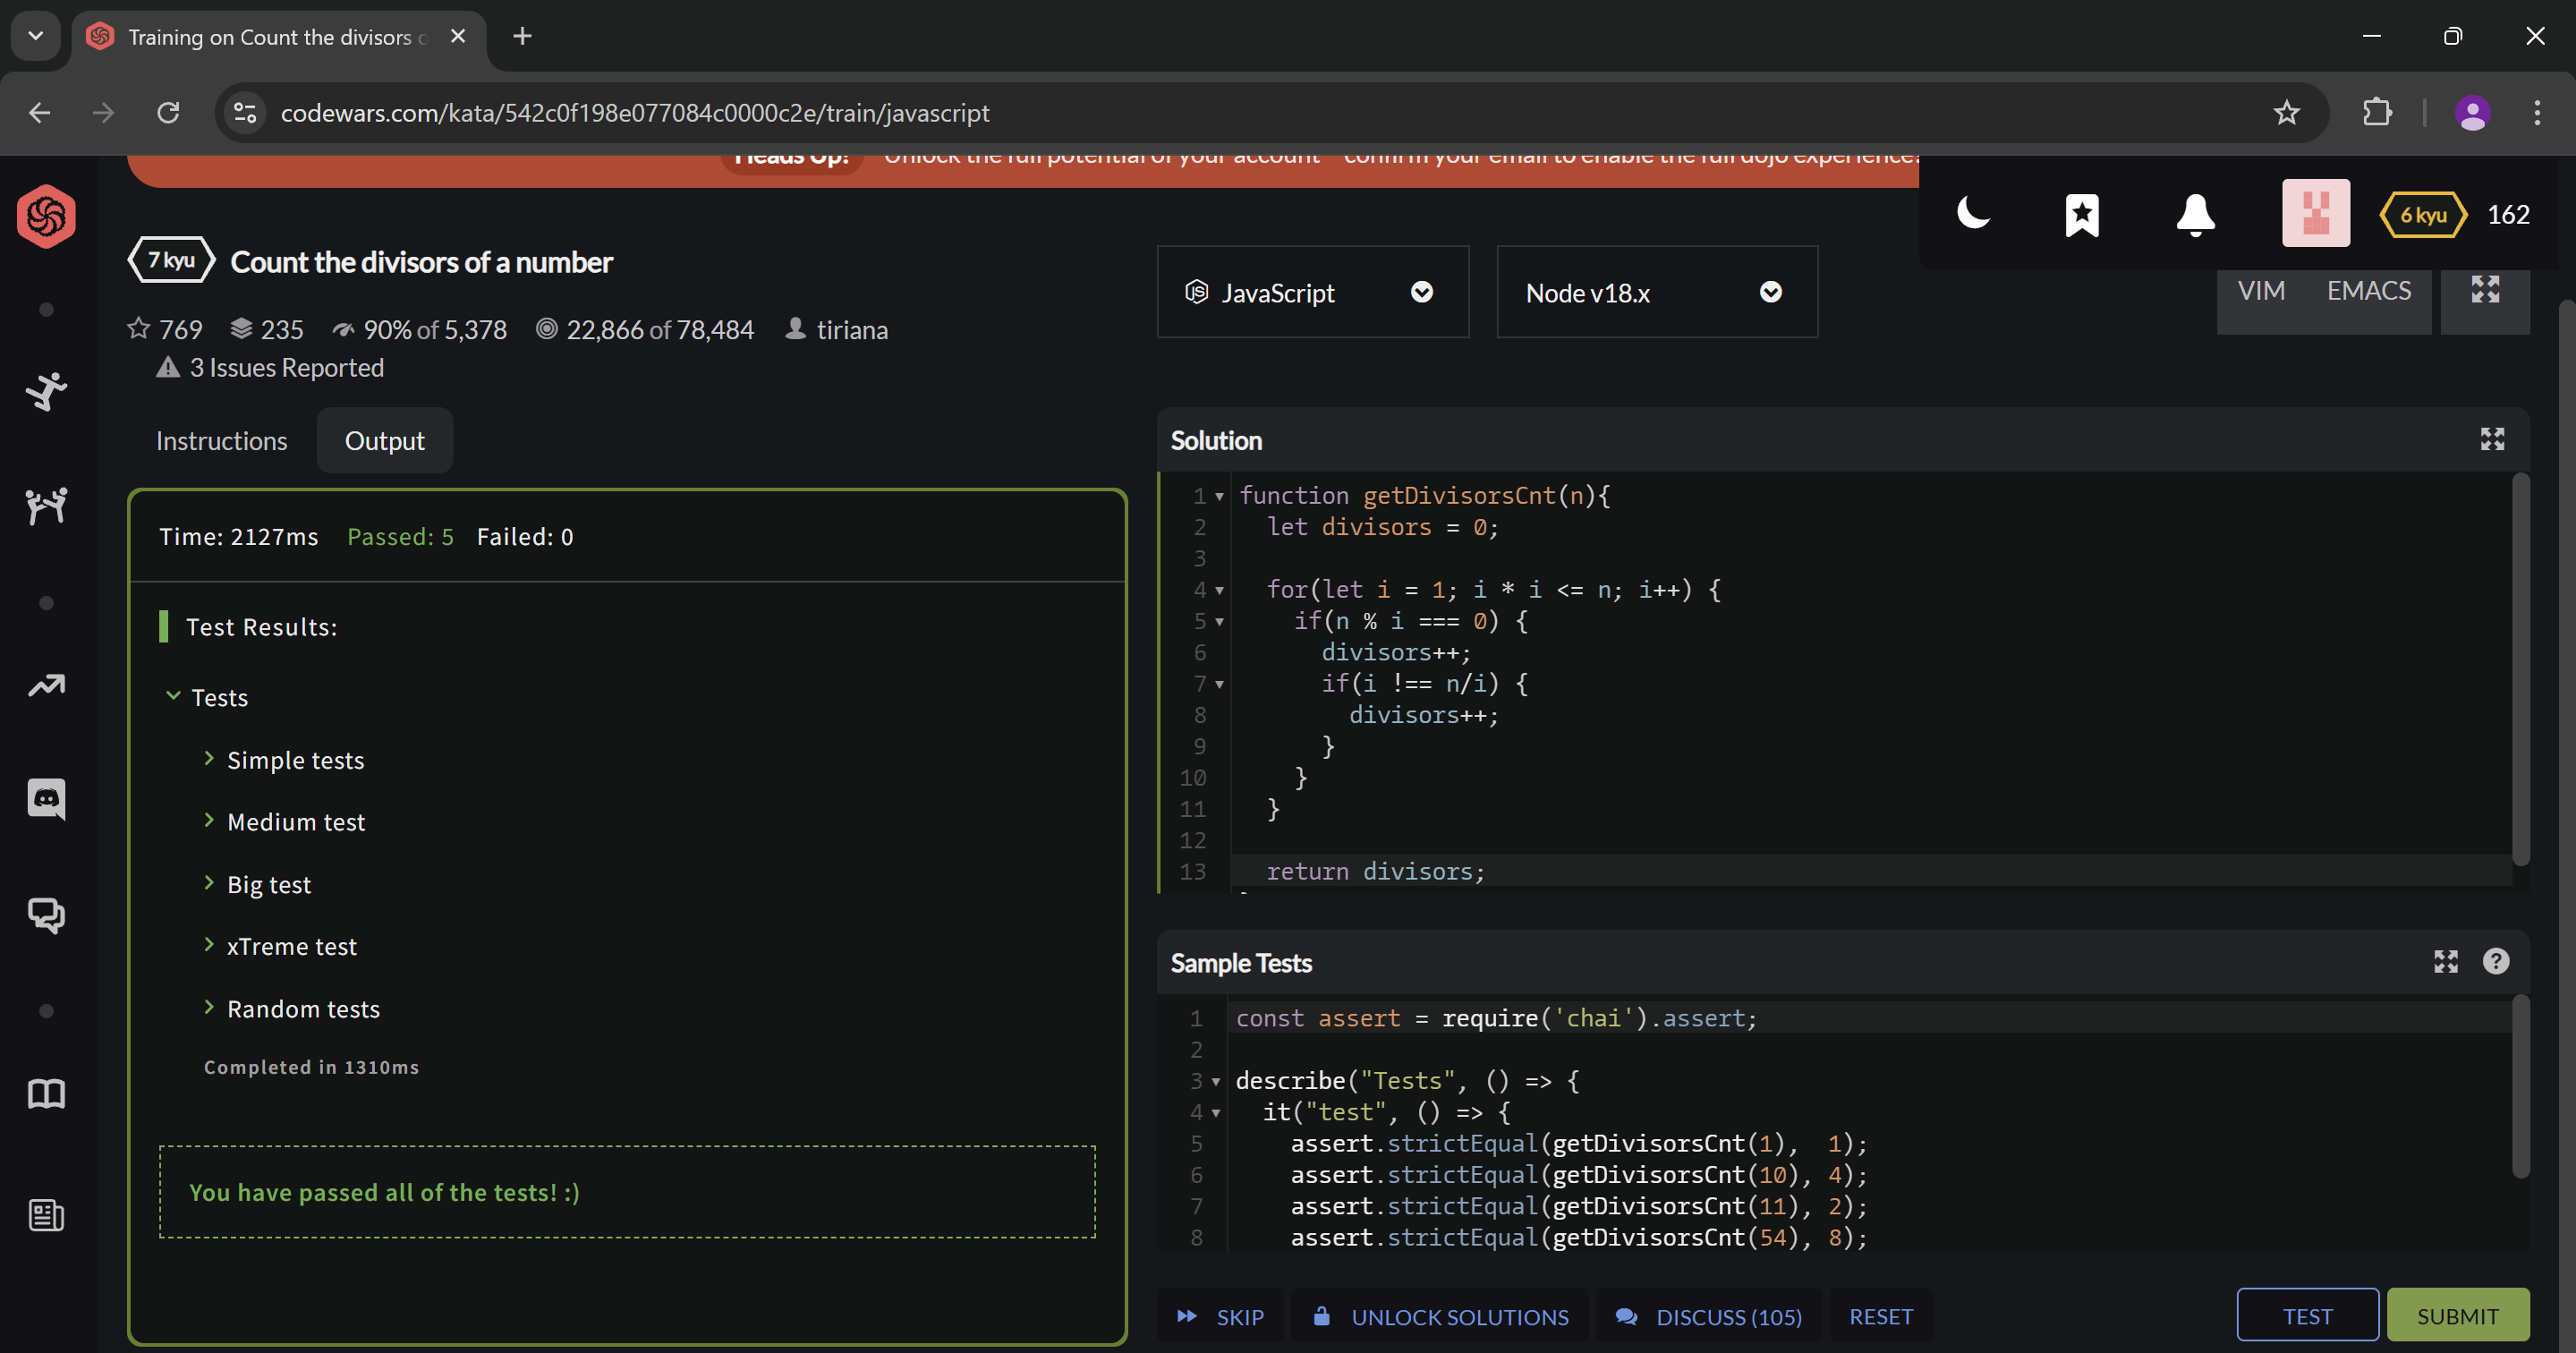 Training on Count the divisors o
codewars.com/kata/542c0f198e077084c0000c2e/train/javascript
Heads Up! Unlock the full potential of your account - confirm your email to enable the full dojo experience.
6 kyu 162
7 kyu Count the divisors of a number
769 235 90% of 5,378 22,866 of 78,484 tiriana
3 Issues Reported
JavaScript
Node v18.x
VIM EMACS
Instructions Output
Time: 2127ms Passed: 5 Failed: 0
Test Results:
Tests
Simple tests
Medium test
Big test
xTreme test
Random tests
Completed in 1310ms
You have passed all of the tests! :)
Solution
1 function getDivisorsCnt(n){
2 let divisors = 0;
3
4 for(let i = 1; i * i <= n; i++) {
5 if(n % i === 0) {
6 divisors++;
7 if(i !== n/i) {
8 divisors++;
9 }
10 }
11 }
12
13 return divisors;
Sample Tests
1 const assert = require('chai').assert;
2
3 describe("Tests", () => {
4 it("test", () => {
5 assert.strictEqual(getDivisorsCnt(1), 1);
6 assert.strictEqual(getDivisorsCnt(10), 4);
7 assert.strictEqual(getDivisorsCnt(11), 2);
8 assert.strictEqual(getDivisorsCnt(54), 8);
SKIP UNLOCK SOLUTIONS DISCUSS (105) RESET TEST SUBMIT